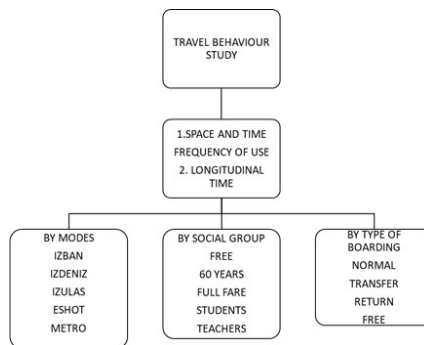 TRAVEL BEHAVIOUR
STUDY
1.SPACE AND TIME
FREQUENCY OF USE
2. LONGITUDINAL
TIME
BY MODES
IZBAN
IZDENIZ
IZULAS
ESHOT
METRO
BY SOCIAL GROUP
FREE
60 YEARS
FULL FARE
STUDENTS
TEACHERS
BY TYPE OF
BOARDING
NORMAL
TRANSFER
RETURN
FREE